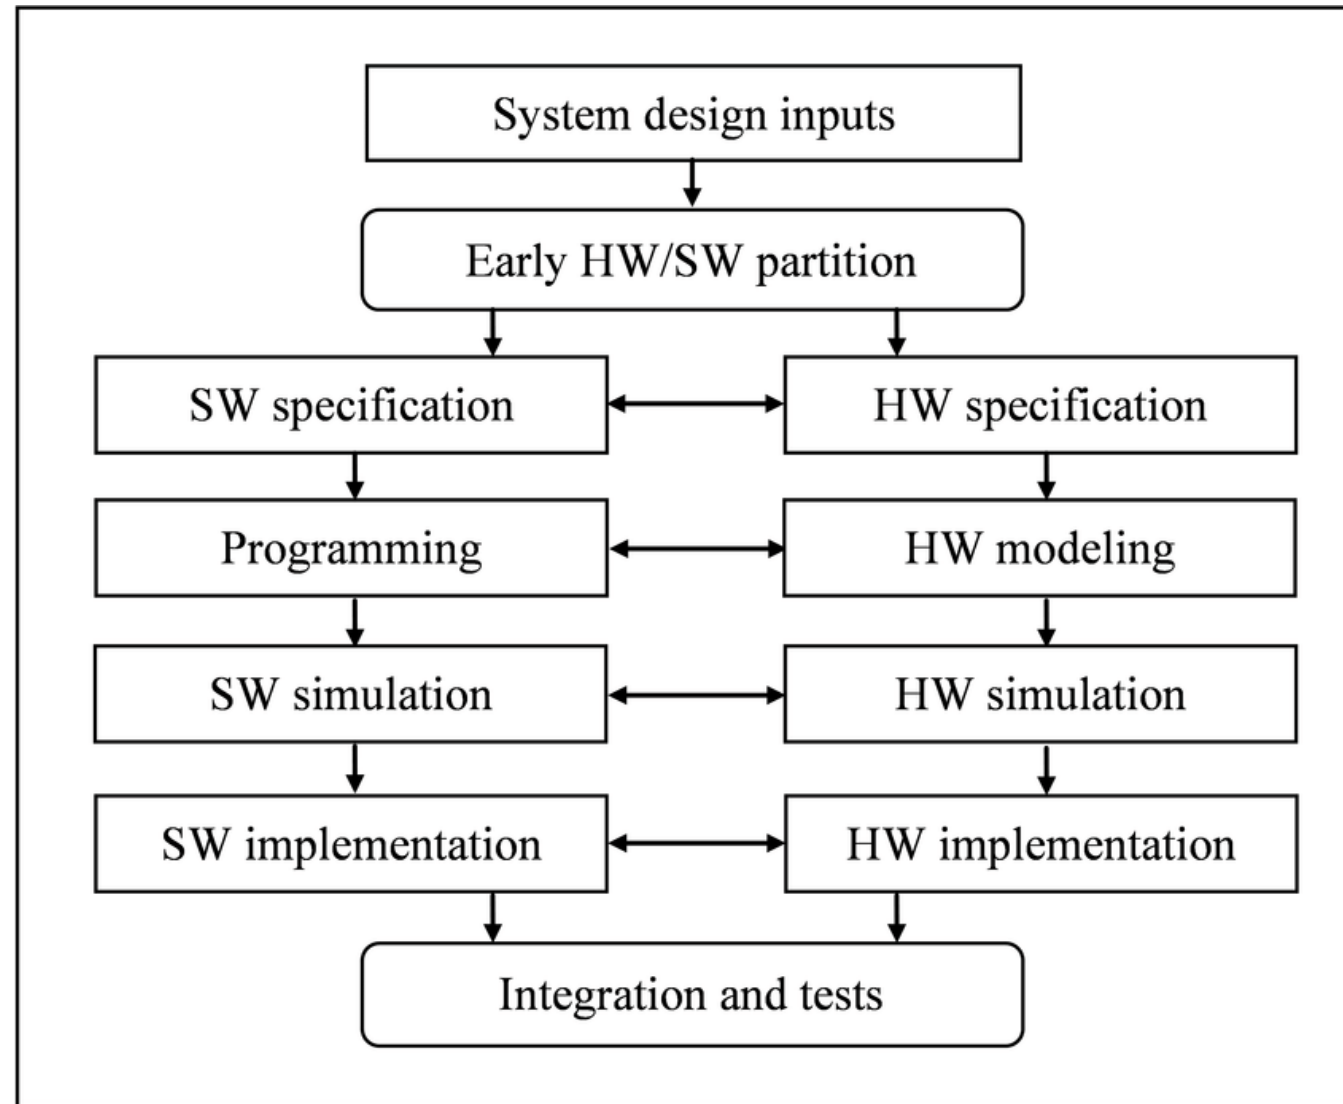 System design inputs
Early HW/SW partition
SW specification
HW specification
Programming
HW modeling
SW simulation
HW simulation
SW implementation
HW implementation
Integration and tests